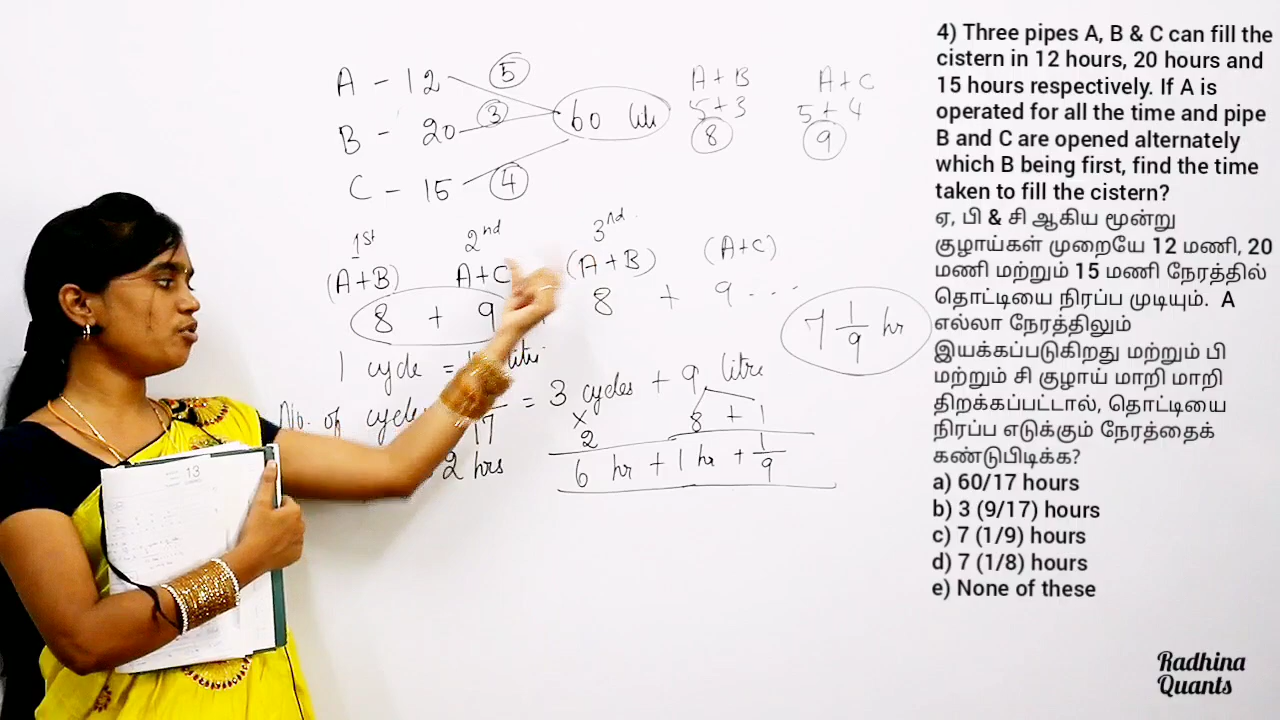 A - 12 5
B - 20 3
C - 15 4
60 lit
A + B
5 + 3
8
A + C
5 + 4
9
1st 2nd 3rd
(A+B) A+C (A+B) (A+C)
8 + 9 8 + 9 ....
1 cycle =
No. of 17 = 3 cycles + 9 litre
× 2 8 + 1
2 hrs 6 hr + 1 hr + 1/9
7 1/9 hr
13
4) Three pipes A, B & C can fill the
cistern in 12 hours, 20 hours and
15 hours respectively. If A is
operated for all the time and pipe
B and C are opened alternately
which B being first, find the time
taken to fill the cistern?
ஏ, பி & சி ஆகிய மூன்று
குழாய்கள் முறையே 12 மணி, 20
மணி மற்றும் 15 மணி நேரத்தில்
தொட்டியை நிரப்ப முடியும். A
எல்லா நேரத்திலும்
இயக்கப்படுகிறது மற்றும் பி
மற்றும் சி குழாய் மாறி மாறி
திறக்கப்பட்டால், தொட்டியை
நிரப்ப எடுக்கும் நேரத்தைக்
கண்டுபிடிக்க?
a) 60/17 hours
b) 3 (9/17) hours
c) 7 (1/9) hours
d) 7 (1/8) hours
e) None of these
Radhina
Quants